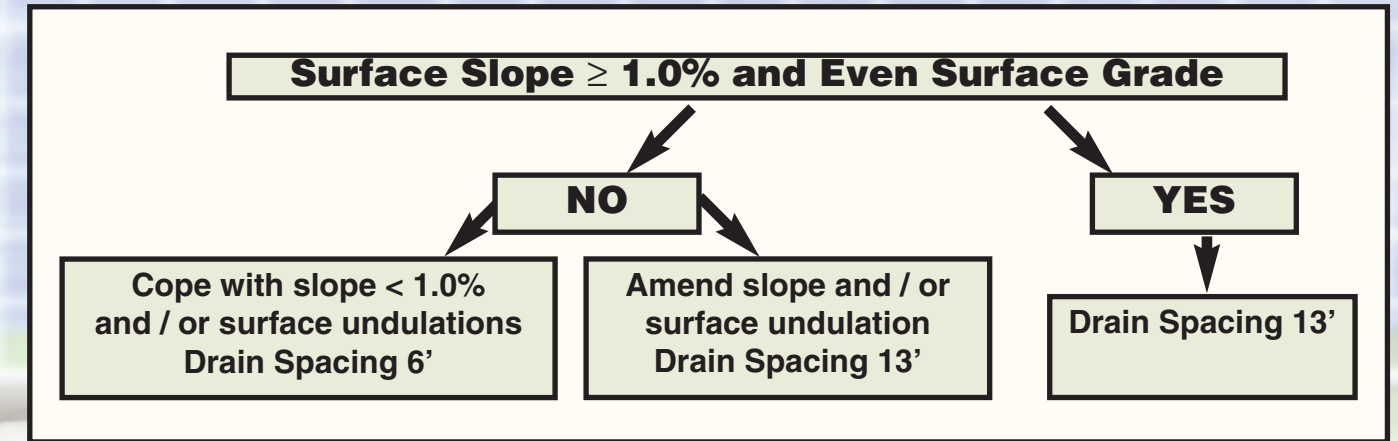 Surface Slope ≥ 1.0% and Even Surface Grade
NO
YES
Cope with slope < 1.0%
and / or surface undulations
Drain Spacing 6’
Amend slope and / or
surface undulation
Drain Spacing 13’
Drain Spacing 13’